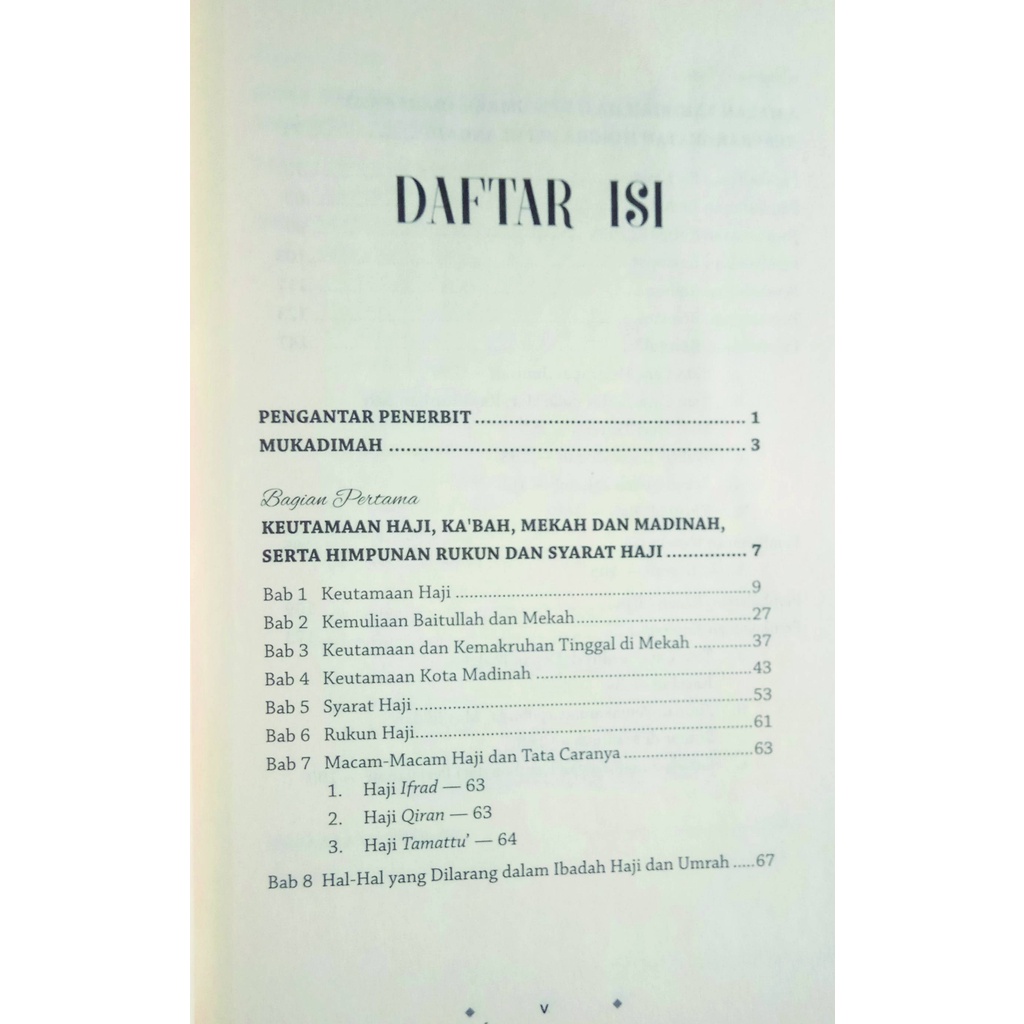 DAFTAR ISI
PENGANTAR PENERBIT ........................................................ 1
MUKADIMAH .......................................................................... 3
Bagian Pertama
KEUTAMAAN HAJI, KA'BAH, MEKAH DAN MADINAH,
SERTA HIMPUNAN RUKUN DAN SYARAT HAJI ............... 7
Bab 1 Keutamaan Haji ...............................................................9
Bab 2 Kemuliaan Baitullah dan Mekah....................................27
Bab 3 Keutamaan dan Kemakruhan Tinggal di Mekah ............37
Bab 4 Keutamaan Kota Madinah .............................................43
Bab 5 Syarat Haji ......................................................................53
Bab 6 Rukun Haji......................................................................61
Bab 7 Macam-Macam Haji dan Tata Caranya ..........................63
1. Haji Ifrad — 63
2. Haji Qiran — 63
3. Haji Tamattu’ — 64
Bab 8 Hal-Hal yang Dilarang dalam Ibadah Haji dan Umrah .....67
v